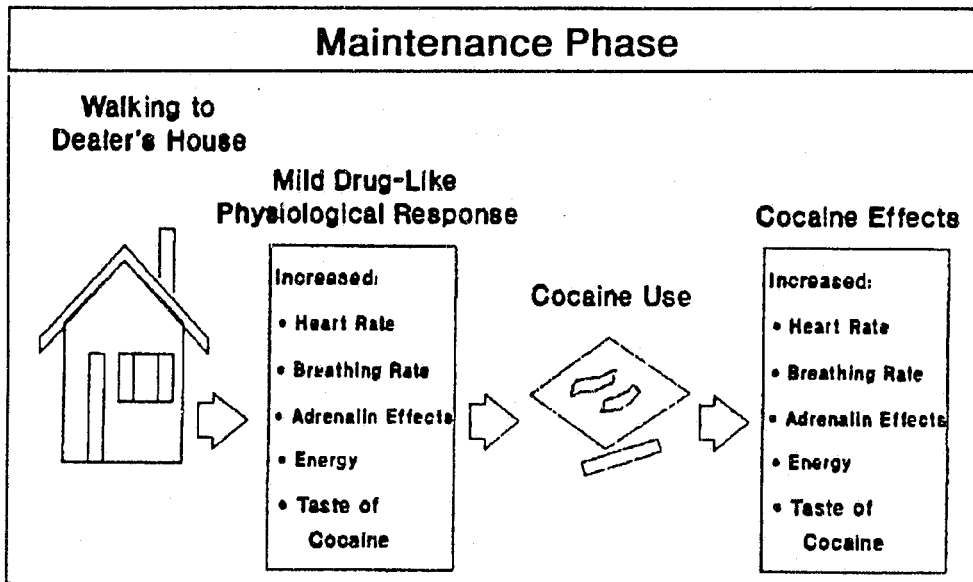 Maintenance Phase
Walking to
Dealer's House
Mild Drug-Like
Physiological Response
Increased:
• Heart Rate
• Breathing Rate
• Adrenalin Effects
• Energy
• Taste of
Cocaine
Cocaine Use
Cocaine Effects
Increased:
• Heart Rate
• Breathing Rate
• Adrenalin Effects
• Energy
• Taste of
Cocaine